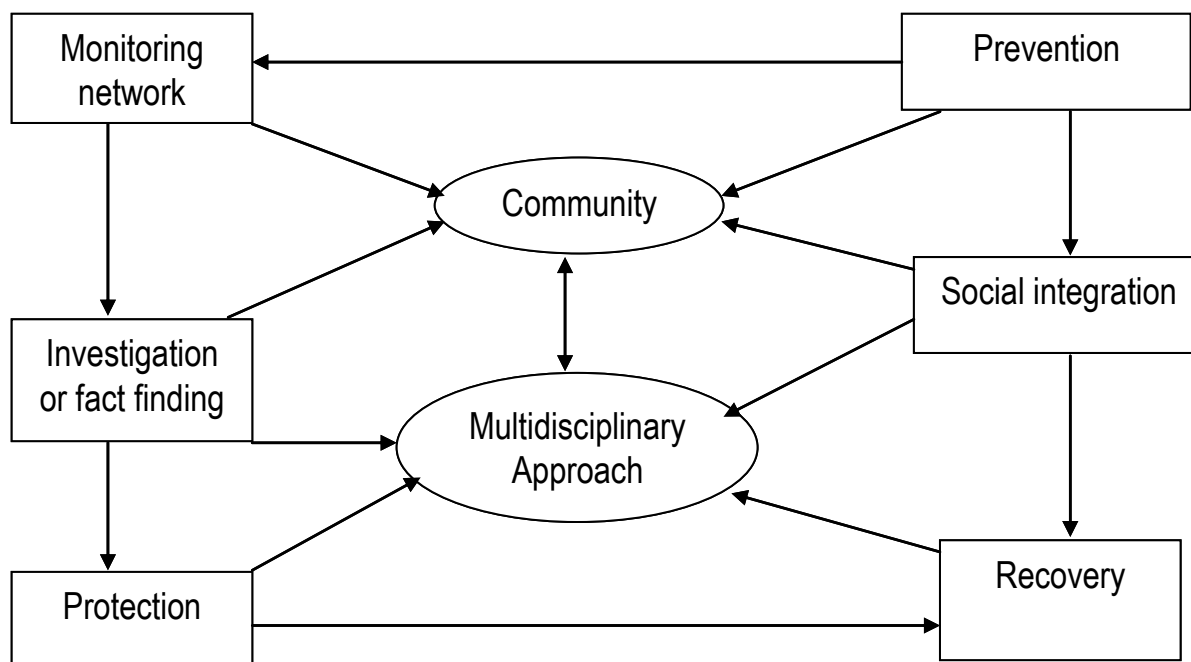 Monitoring
network
Prevention
Community
Social integration
Investigation
or fact finding
Multidisciplinary
Approach
Protection
Recovery